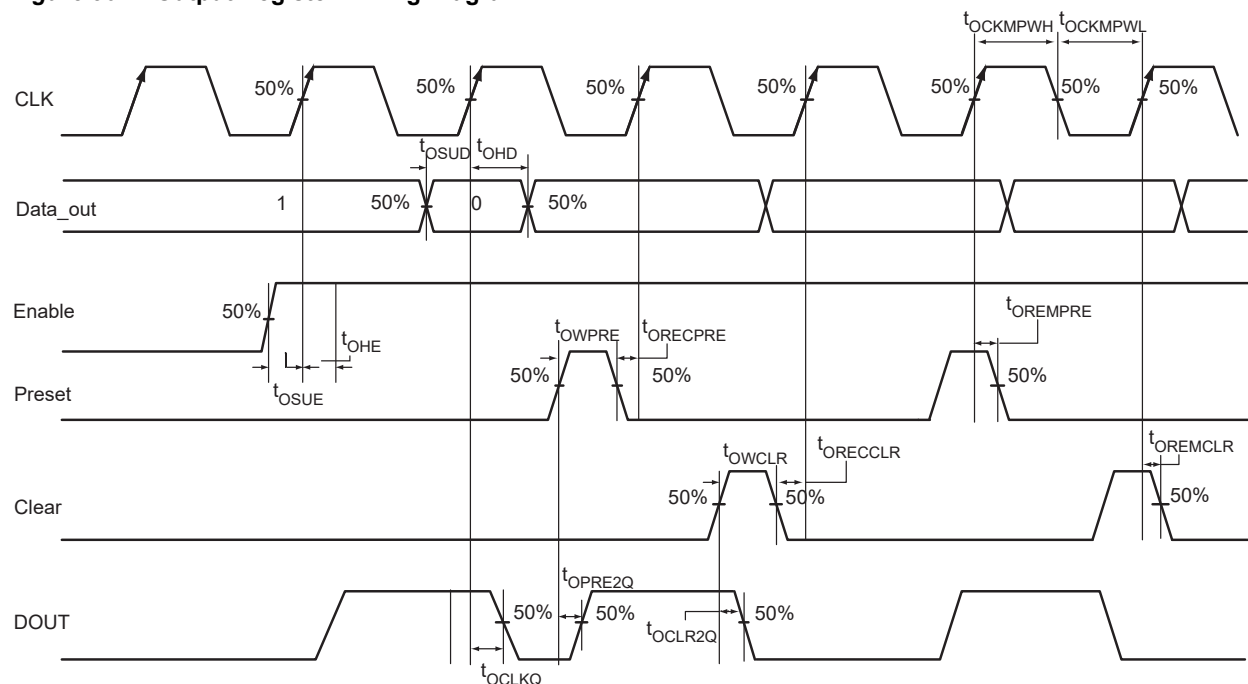 tOCKMPWH tOCKMPWL
CLK 50% 50% 50% 50% 50% 50% 50%
tOSUD tOHD
Data_out 1 50% 0 50%
Enable 50%
tOHE
tOSUE
tOWPRE tORECPRE
tOREMPRE
Preset 50% 50% 50%
tOWCLR tORECCLR
tOREMCLR
Clear 50% 50% 50%
tOPRE2Q
DOUT 50% 50% 50%
tOCLR2Q
tOCLKQ